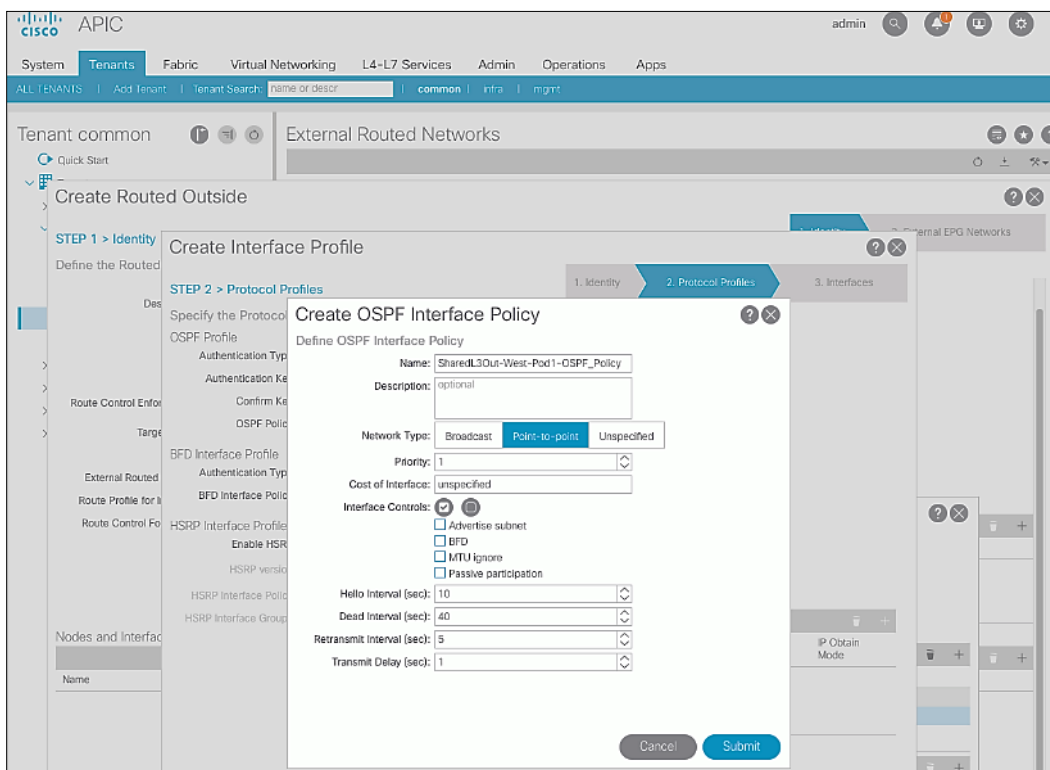 cisco APIC admin 1
System Tenants Fabric Virtual Networking L4-L7 Services Admin Operations Apps
ALL TENANTS | Add Tenant | Tenant Search: name or descr | common | infra | mgmt
Tenant common
External Routed Networks
Quick Start
Create Routed Outside
STEP 1 > Identity
External EPG Networks
Define the Routed
Create Interface Profile
1. Identity 2. Protocol Profiles 3. Interfaces
STEP 2 > Protocol Profiles
Specify the Protocol
Des
OSPF Profile
Authentication Typ
Authentication Ke
Confirm Ke
OSPF Polic
Route Control Enfor
Targe
BFD Interface Profile
Authentication Typ
BFD Interface Polic
External Routed
Route Profile for I
Route Control Fo
HSRP Interface Profile
Enable HSR
HSRP versio
HSRP Interface Polic
HSRP Interface Group
Nodes and Interfac
Name
IP Obtain
Mode
Create OSPF Interface Policy
Define OSPF Interface Policy
Name: SharedL3Out-West-Pod1-OSPF_Policy
Description: optional
Network Type: Broadcast Point-to-point Unspecified
Priority: 1
Cost of Interface: unspecified
Interface Controls:
Advertise subnet
BFD
MTU ignore
Passive participation
Hello Interval (sec): 10
Dead Interval (sec): 40
Retransmit Interval (sec): 5
Transmit Delay (sec): 1
Cancel Submit